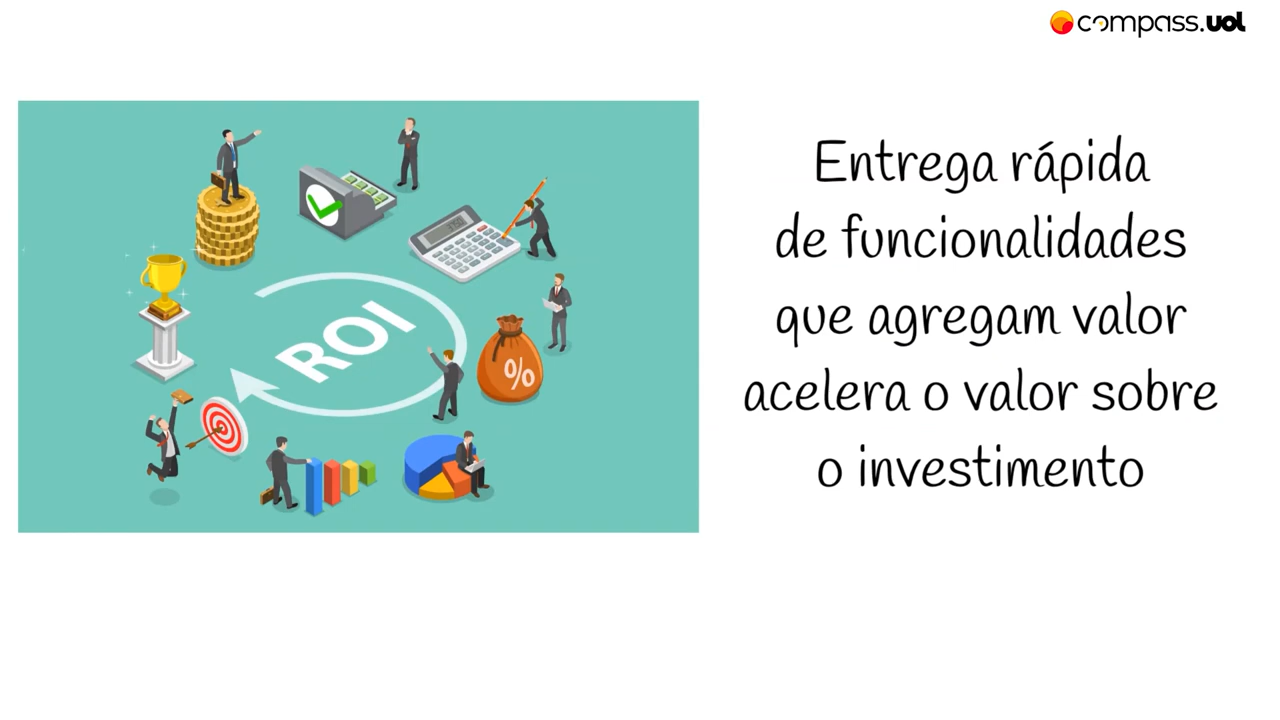 compass.uol
Entrega rápida
de funcionalidades
que agregam valor
acelera o valor sobre
o investimento
ROI
%